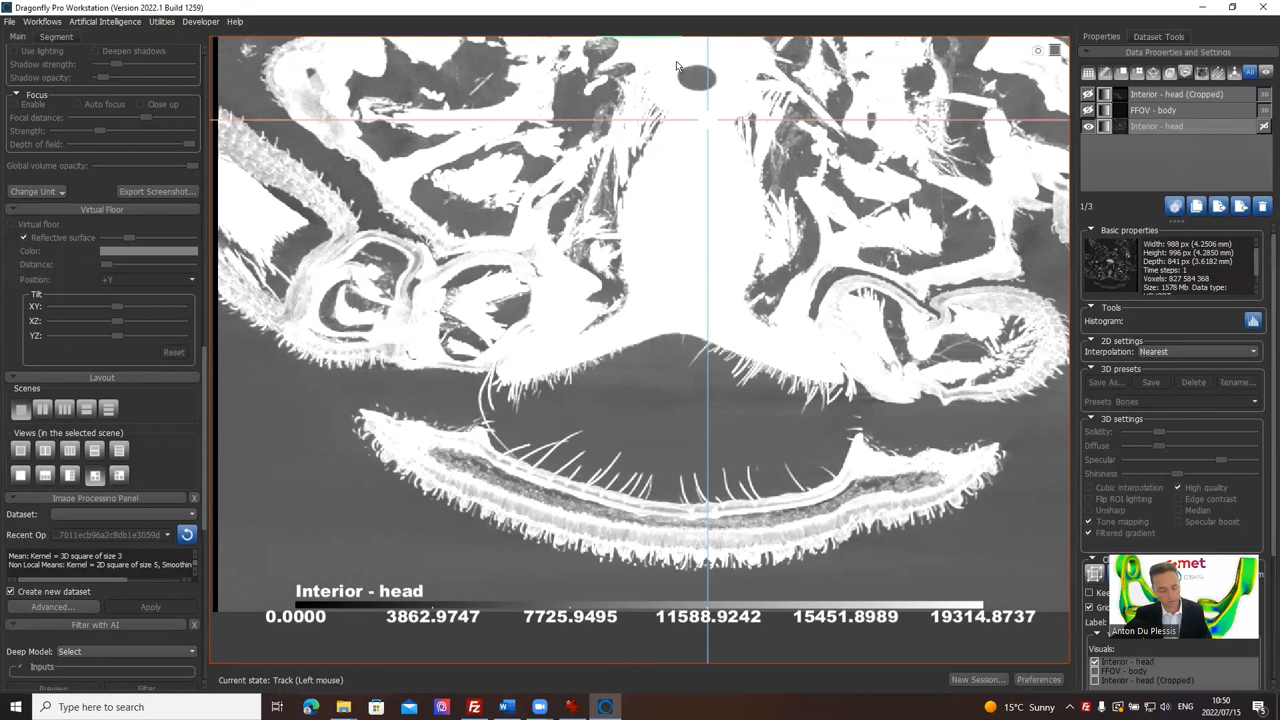 Dragonfly Pro Workstation (Version 2022.1 Build 1259)
File Workflows Artificial Intelligence Utilities Developer Help
Main Segment
Use lighting Deepen shadows
Shadow strength:
Shadow opacity:
Focus
Enable Auto focus Close up
Focal distance:
Strength:
Depth of field:
Global volume opacity:
Change Unit Export Screenshot...
Virtual Floor
Virtual floor
Reflective surface
Color:
Distance:
Position: +Y
Tilt
XY:
XZ:
YZ:
Reset
Layout
Scenes
Views (in the selected scene)
Image Processing Panel X
Dataset:
Recent Op ..7011ecb96a2c8db1e3059d
Mean: Kernel = 3D square of size 3
Non Local Means: Kernel = 2D square of size 5, Smoothin
Create new dataset
Advanced... Apply
Filter with AI X
Deep Model: Select
Inputs
Preview Filter
Interior - head
0.0000 3862.9747 7725.9495 11588.9242 15451.8989 19314.8737
Current state: Track (Left mouse) New Session... Preferences
Properties Dataset Tools
Data Properties and Settings
All
Interior - head (Cropped) 3D
FFOV - body 3D
Interior - head
1/3
Basic properties
Width: 988 px (4.2506 mm)
Height: 996 px (4.2850 mm)
Depth: 841 px (3.6182 mm)
Time steps: 1
Voxels: 827 584 368
Size: 1578 Mb Data type:
Tools
Histogram:
2D settings
Interpolation: Nearest
3D presets
Save As... Save Delete Rename...
Presets Bones
3D settings
Solidity:
Diffuse
Specular
Shininess
Cubic interpolation High quality
Flip ROI lighting Edge contrast
Unsharp Median
Tone mapping Specular boost
Filtered gradient
Label:
Anton Du Plessis
Visuals:
Interior - head
FFOV - body
Interior - head (Cropped)
Type here to search
15°C Sunny ENG 10:50
2022/07/15